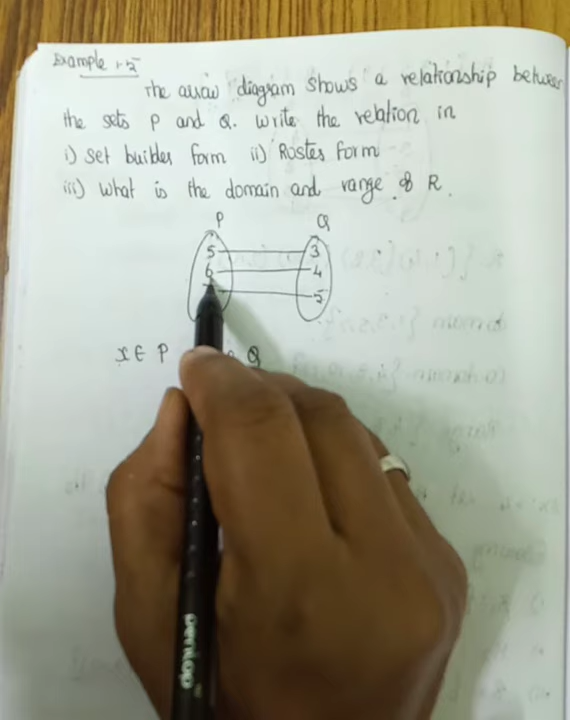 Example 1.5
The arrow diagram shows a relationship between
the sets P and Q. Write the relation in
i) Set builder form ii) Roster form
iii) What is the domain and range of R.
P Q
5 3
6 4
5
x ∈ P Q
pentop